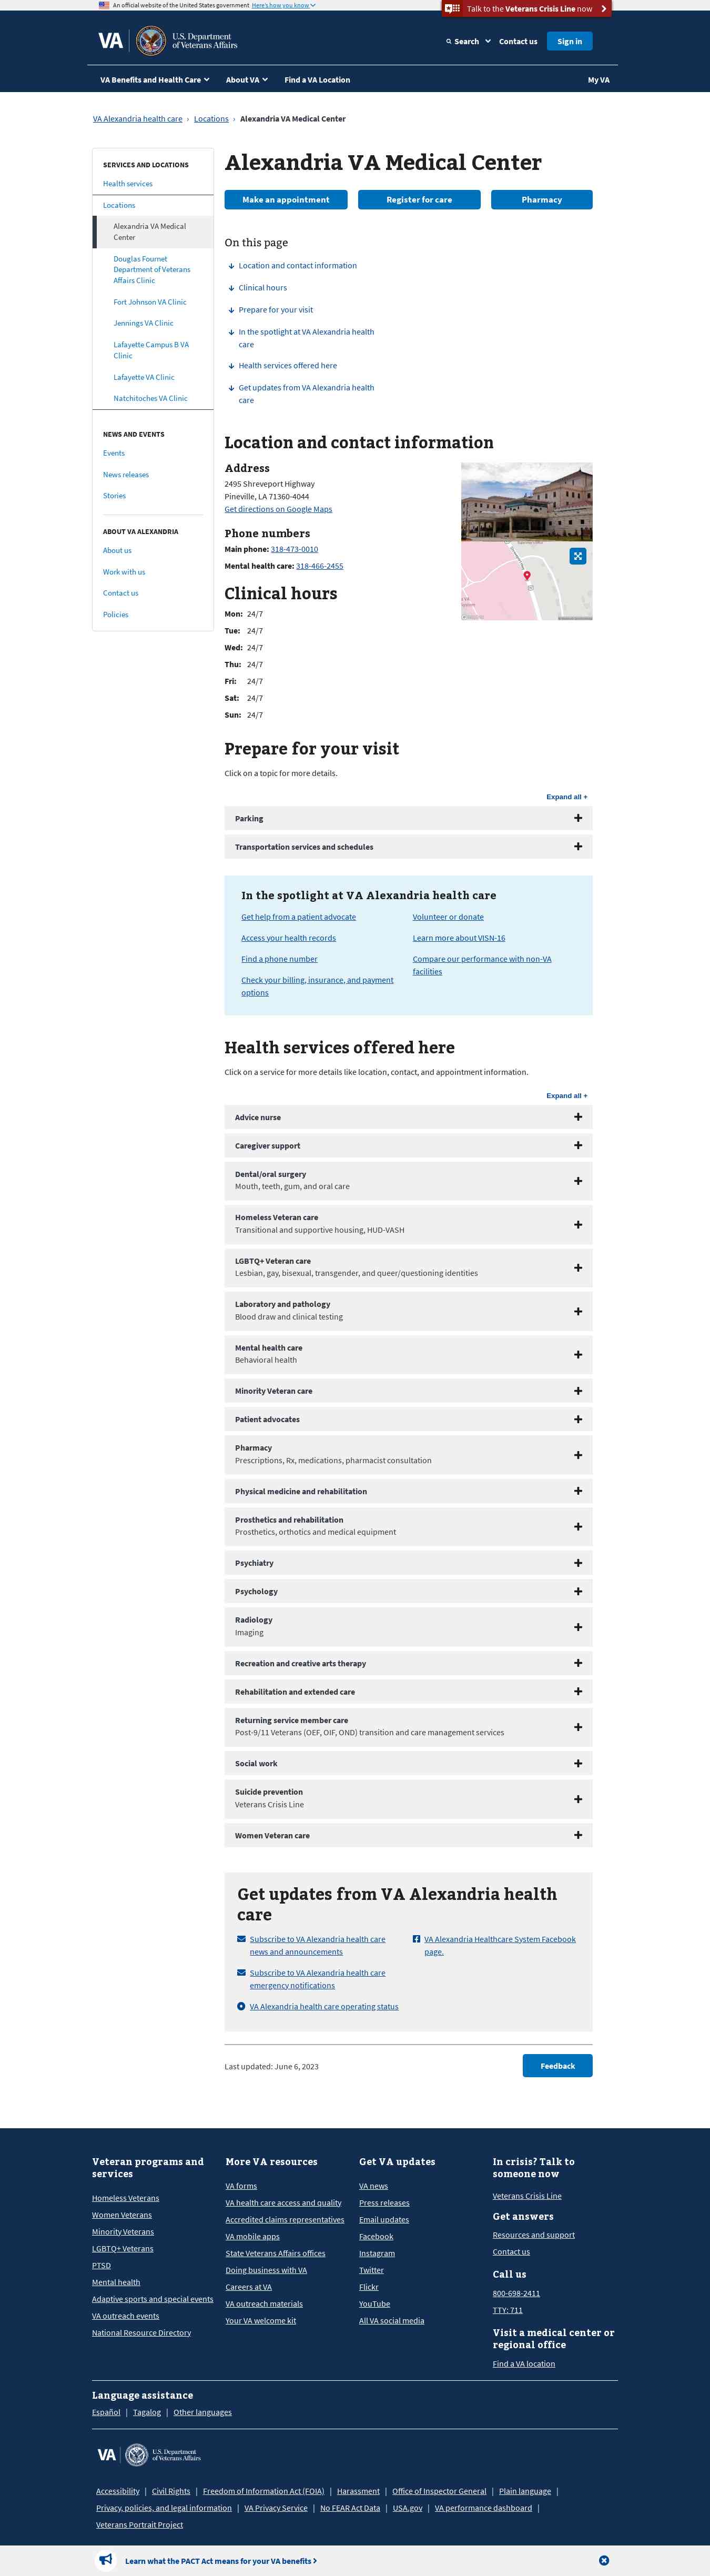 An official website of the United States government Here's how you know
Talk to the Veterans Crisis Line now
VA
U.S. Department
of Veterans Affairs
Search
Contact us
Sign in
VA Benefits and Health Care
About VA
Find a VA Location
My VA
VA Alexandria health care › Locations › Alexandria VA Medical Center
SERVICES AND LOCATIONS
Health services
Locations
Alexandria VA Medical
Center
Douglas Fournet
Department of Veterans
Affairs Clinic
Fort Johnson VA Clinic
Jennings VA Clinic
Lafayette Campus B VA
Clinic
Lafayette VA Clinic
Natchitoches VA Clinic
NEWS AND EVENTS
Events
News releases
Stories
ABOUT VA ALEXANDRIA
About us
Work with us
Contact us
Policies
Alexandria VA Medical Center
Make an appointment
Register for care
Pharmacy
On this page
Location and contact information
Clinical hours
Prepare for your visit
In the spotlight at VA Alexandria health
care
Health services offered here
Get updates from VA Alexandria health
care
Location and contact information
Address
2495 Shreveport Highway
Pineville, LA 71360-4044
Get directions on Google Maps
Phone numbers
Main phone: 318-473-0010
Mental health care: 318-466-2455
Clinical hours
Mon: 24/7
Tue: 24/7
Wed: 24/7
Thu: 24/7
Fri: 24/7
Sat: 24/7
Sun: 24/7
Prepare for your visit
Click on a topic for more details.
Expand all +
Parking
Transportation services and schedules
In the spotlight at VA Alexandria health care
Get help from a patient advocate
Access your health records
Find a phone number
Check your billing, insurance, and payment
options
Volunteer or donate
Learn more about VISN-16
Compare our performance with non-VA
facilities
Health services offered here
Click on a service for more details like location, contact, and appointment information.
Expand all +
Advice nurse
Caregiver support
Dental/oral surgery
Mouth, teeth, gum, and oral care
Homeless Veteran care
Transitional and supportive housing, HUD-VASH
LGBTQ+ Veteran care
Lesbian, gay, bisexual, transgender, and queer/questioning identities
Laboratory and pathology
Blood draw and clinical testing
Mental health care
Behavioral health
Minority Veteran care
Patient advocates
Pharmacy
Prescriptions, Rx, medications, pharmacist consultation
Physical medicine and rehabilitation
Prosthetics and rehabilitation
Prosthetics, orthotics and medical equipment
Psychiatry
Psychology
Radiology
Imaging
Recreation and creative arts therapy
Rehabilitation and extended care
Returning service member care
Post-9/11 Veterans (OEF, OIF, OND) transition and care management services
Social work
Suicide prevention
Veterans Crisis Line
Women Veteran care
Get updates from VA Alexandria health
care
Subscribe to VA Alexandria health care
news and announcements
Subscribe to VA Alexandria health care
emergency notifications
VA Alexandria health care operating status
VA Alexandria Healthcare System Facebook
page.
Last updated: June 6, 2023
Feedback
Veteran programs and
services
Homeless Veterans
Women Veterans
Minority Veterans
LGBTQ+ Veterans
PTSD
Mental health
Adaptive sports and special events
VA outreach events
National Resource Directory
More VA resources
VA forms
VA health care access and quality
Accredited claims representatives
VA mobile apps
State Veterans Affairs offices
Doing business with VA
Careers at VA
VA outreach materials
Your VA welcome kit
Get VA updates
VA news
Press releases
Email updates
Facebook
Instagram
Twitter
Flickr
YouTube
All VA social media
In crisis? Talk to
someone now
Veterans Crisis Line
Get answers
Resources and support
Contact us
Call us
800-698-2411
TTY: 711
Visit a medical center or
regional office
Find a VA location
Language assistance
Español | Tagalog | Other languages
VA
U.S. Department
of Veterans Affairs
Accessibility | Civil Rights | Freedom of Information Act (FOIA) | Harassment | Office of Inspector General | Plain language |
Privacy, policies, and legal information | VA Privacy Service | No FEAR Act Data | USA.gov | VA performance dashboard |
Veterans Portrait Project
Learn what the PACT Act means for your VA benefits